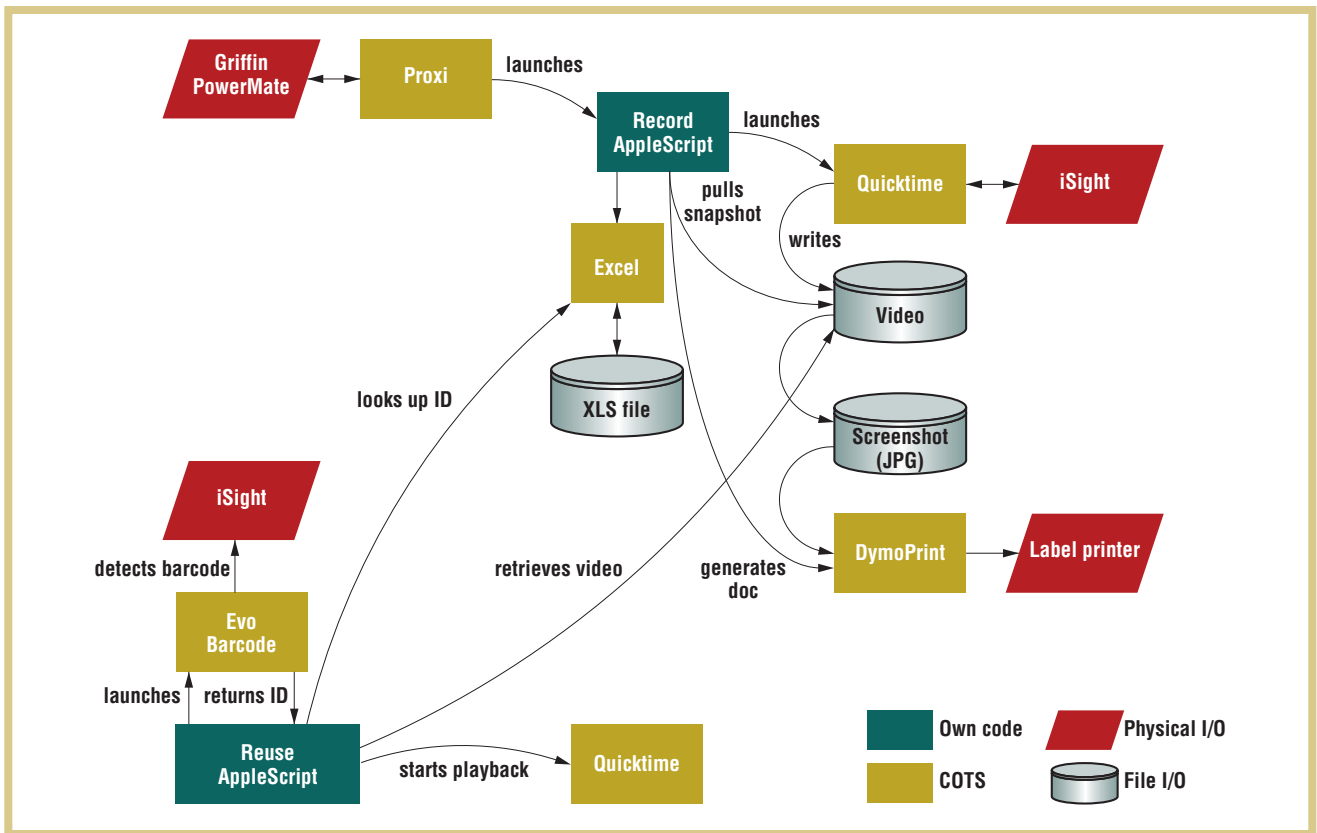 Griffin
PowerMate
Proxi
launches
Record
AppleScript
launches
Quicktime
iSight
pulls
snapshot
writes
Excel
Video
XLS file
looks up ID
Screenshot
(JPG)
iSight
detects barcode
retrieves video
generates
doc
DymoPrint
Label printer
Evo
Barcode
launches
returns ID
Reuse
AppleScript
starts playback
Quicktime
Own code
Physical I/O
COTS
File I/O